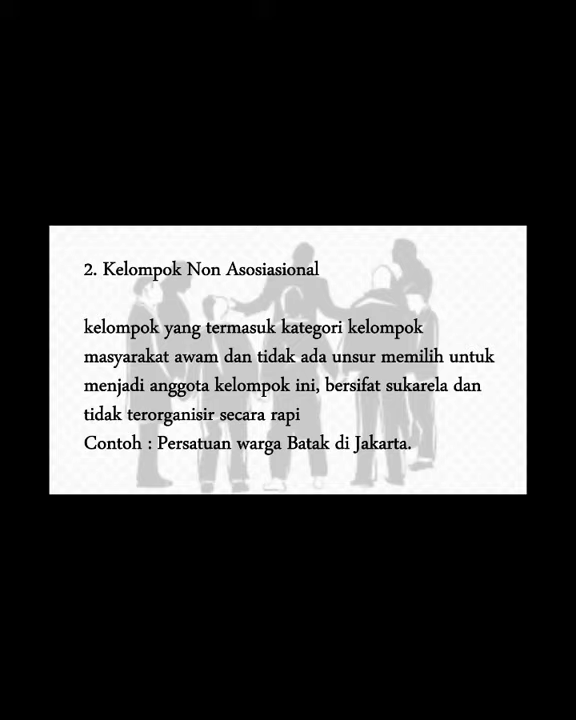 2. Kelompok Non Asosiasional
kelompok yang termasuk kategori kelompok
masyarakat awam dan tidak ada unsur memilih untuk
menjadi anggota kelompok ini, bersifat sukarela dan
tidak terorganisir secara rapi
Contoh : Persatuan warga Batak di Jakarta.